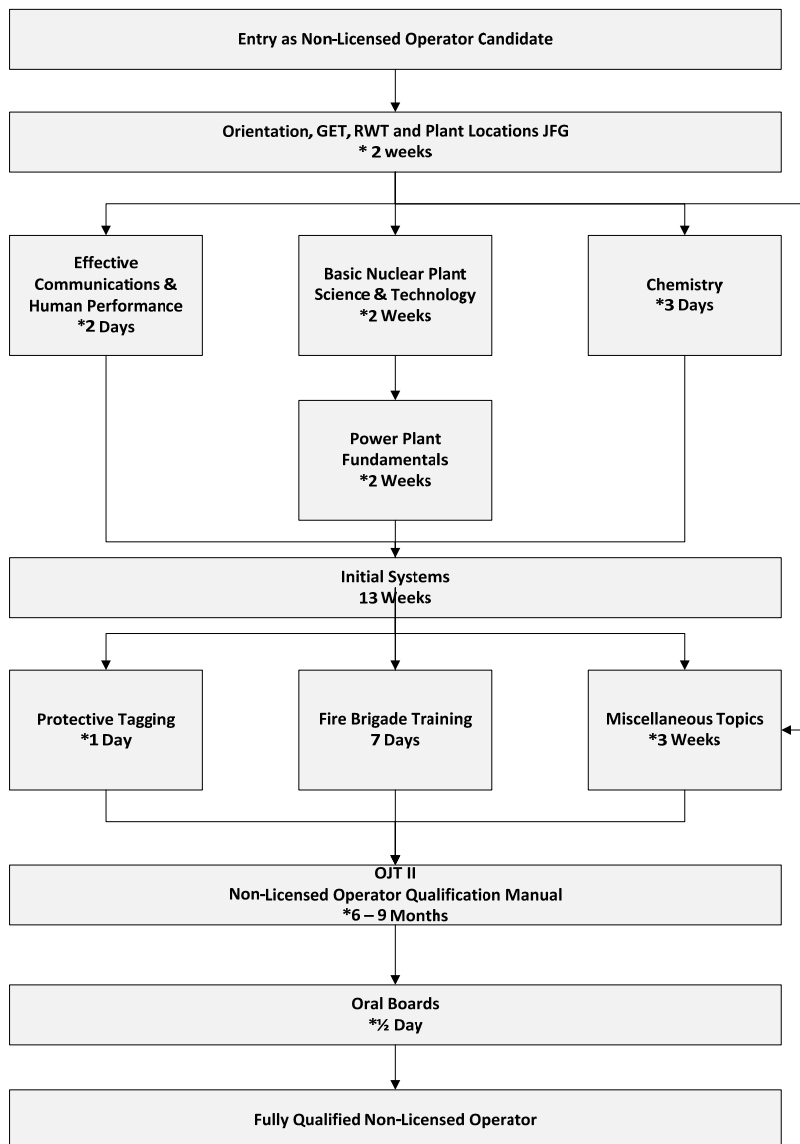 Entry as Non-Licensed Operator Candidate
Orientation, GET, RWT and Plant Locations JFG
* 2 weeks
Effective
Communications &
Human Performance
*2 Days
Basic Nuclear Plant
Science & Technology
*2 Weeks
Chemistry
*3 Days
Power Plant
Fundamentals
*2 Weeks
Initial Systems
13 Weeks
Protective Tagging
*1 Day
Fire Brigade Training
7 Days
Miscellaneous Topics
*3 Weeks
OJT II
Non-Licensed Operator Qualification Manual
*6 – 9 Months
Oral Boards
*½ Day
Fully Qualified Non-Licensed Operator